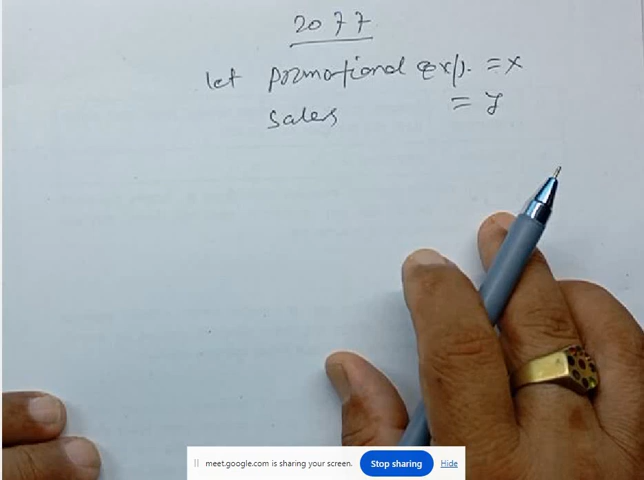 2077
let promotional exp. = x
sales = y
meet.google.com is sharing your screen. Stop sharing Hide